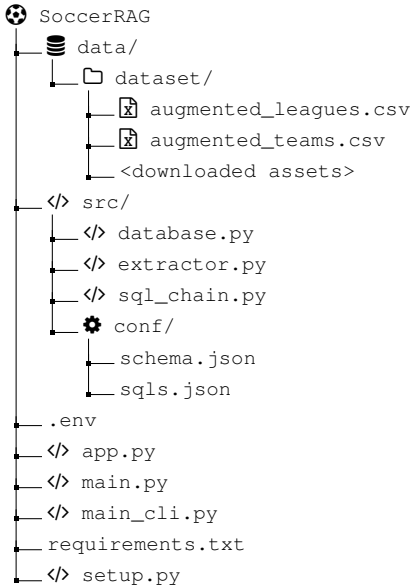 SoccerRAG
data/
dataset/
augmented_leagues.csv
augmented_teams.csv
<downloaded assets>
src/
database.py
extractor.py
sql_chain.py
conf/
schema.json
sqls.json
.env
app.py
main.py
main_cli.py
requirements.txt
setup.py